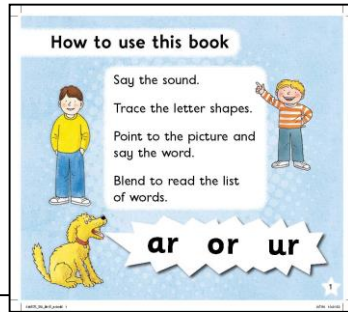 How to use this book
Say the sound.
Trace the letter shapes.
Point to the picture and
say the word.
Blend to read the list
of words.
ar or ur
1